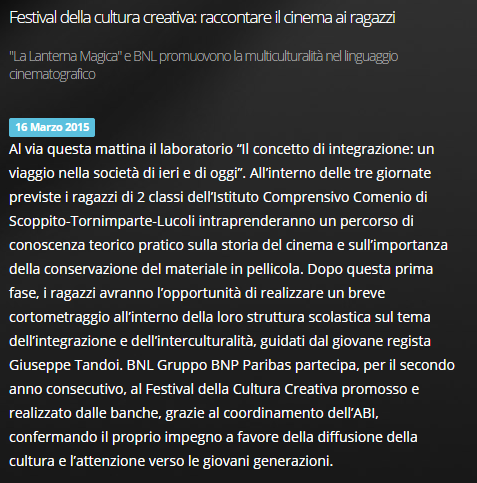 Festival della cultura creativa: raccontare il cinema ai ragazzi
"La Lanterna Magica" e BNL promuovono la multiculturalità nel linguaggio
cinematografico
16 Marzo 2015
Al via questa mattina il laboratorio “Il concetto di integrazione: un
viaggio nella società di ieri e di oggi”. All’interno delle tre giornate
previste i ragazzi di 2 classi dell’Istituto Comprensivo Comenio di
Scoppito-Tornimparte-Lucoli intraprenderanno un percorso di
conoscenza teorico pratico sulla storia del cinema e sull’importanza
della conservazione del materiale in pellicola. Dopo questa prima
fase, i ragazzi avranno l’opportunità di realizzare un breve
cortometraggio all’interno della loro struttura scolastica sul tema
dell’integrazione e dell’interculturalità, guidati dal giovane regista
Giuseppe Tandoi. BNL Gruppo BNP Paribas partecipa, per il secondo
anno consecutivo, al Festival della Cultura Creativa promosso e
realizzato dalle banche, grazie al coordinamento dell’ABI,
confermando il proprio impegno a favore della diffusione della
cultura e l’attenzione verso le giovani generazioni.